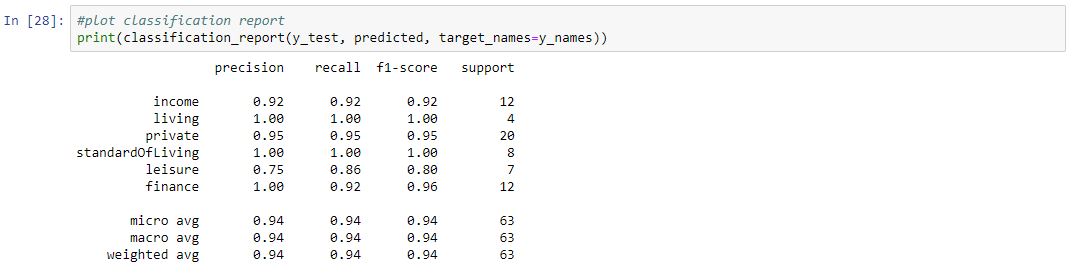 In [28]: #plot classification report
print(classification_report(y_test, predicted, target_names=y_names))
precision recall f1-score support
income 0.92 0.92 0.92 12
living 1.00 1.00 1.00 4
private 0.95 0.95 0.95 20
standardOfLiving 1.00 1.00 1.00 8
leisure 0.75 0.86 0.80 7
finance 1.00 0.92 0.96 12
micro avg 0.94 0.94 0.94 63
macro avg 0.94 0.94 0.94 63
weighted avg 0.94 0.94 0.94 63